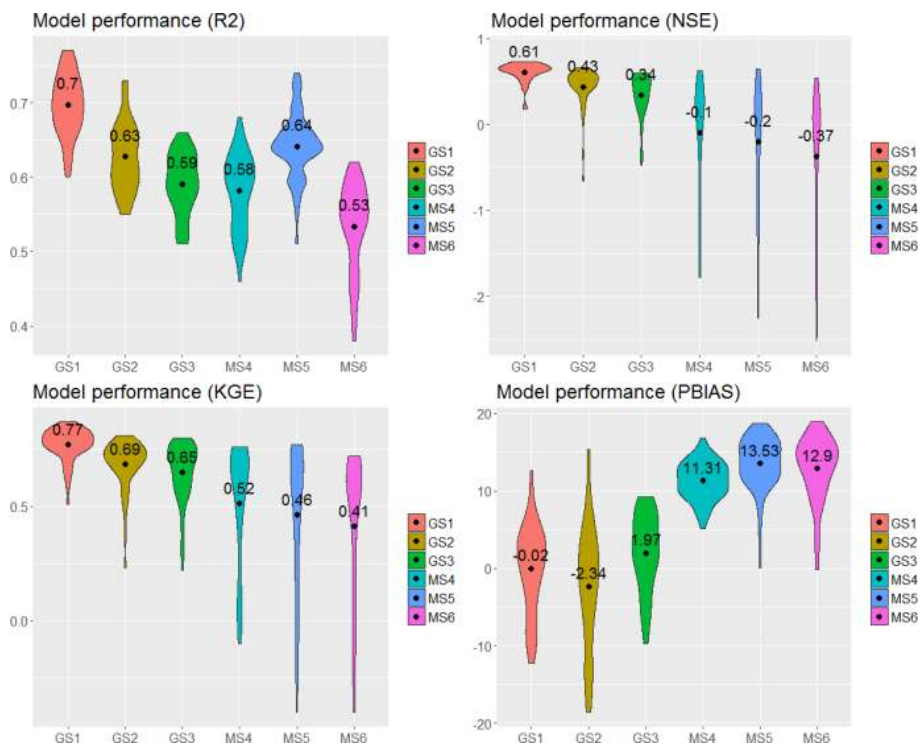 Model performance (R2)
0.7
0.6
0.5
0.4
0.7
0.63
0.59
0.58
0.64
0.53
GS1 GS2 GS3 MS4 MS5 MS6
GS1
GS2
GS3
MS4
MS5
MS6
Model performance (NSE)
1
0
-1
-2
0.61
0.43
0.34
-0.1
-0.2
-0.37
GS1 GS2 GS3 MS4 MS5 MS6
GS1
GS2
GS3
MS4
MS5
MS6
Model performance (KGE)
0.5
0.0
0.77
0.69
0.65
0.52
0.46
0.41
GS1 GS2 GS3 MS4 MS5 MS6
GS1
GS2
GS3
MS4
MS5
MS6
Model performance (PBIAS)
20
10
0
-10
-20
-0.02
-2.34
1.97
11.31
13.53
12.9
GS1 GS2 GS3 MS4 MS5 MS6
GS1
GS2
GS3
MS4
MS5
MS6